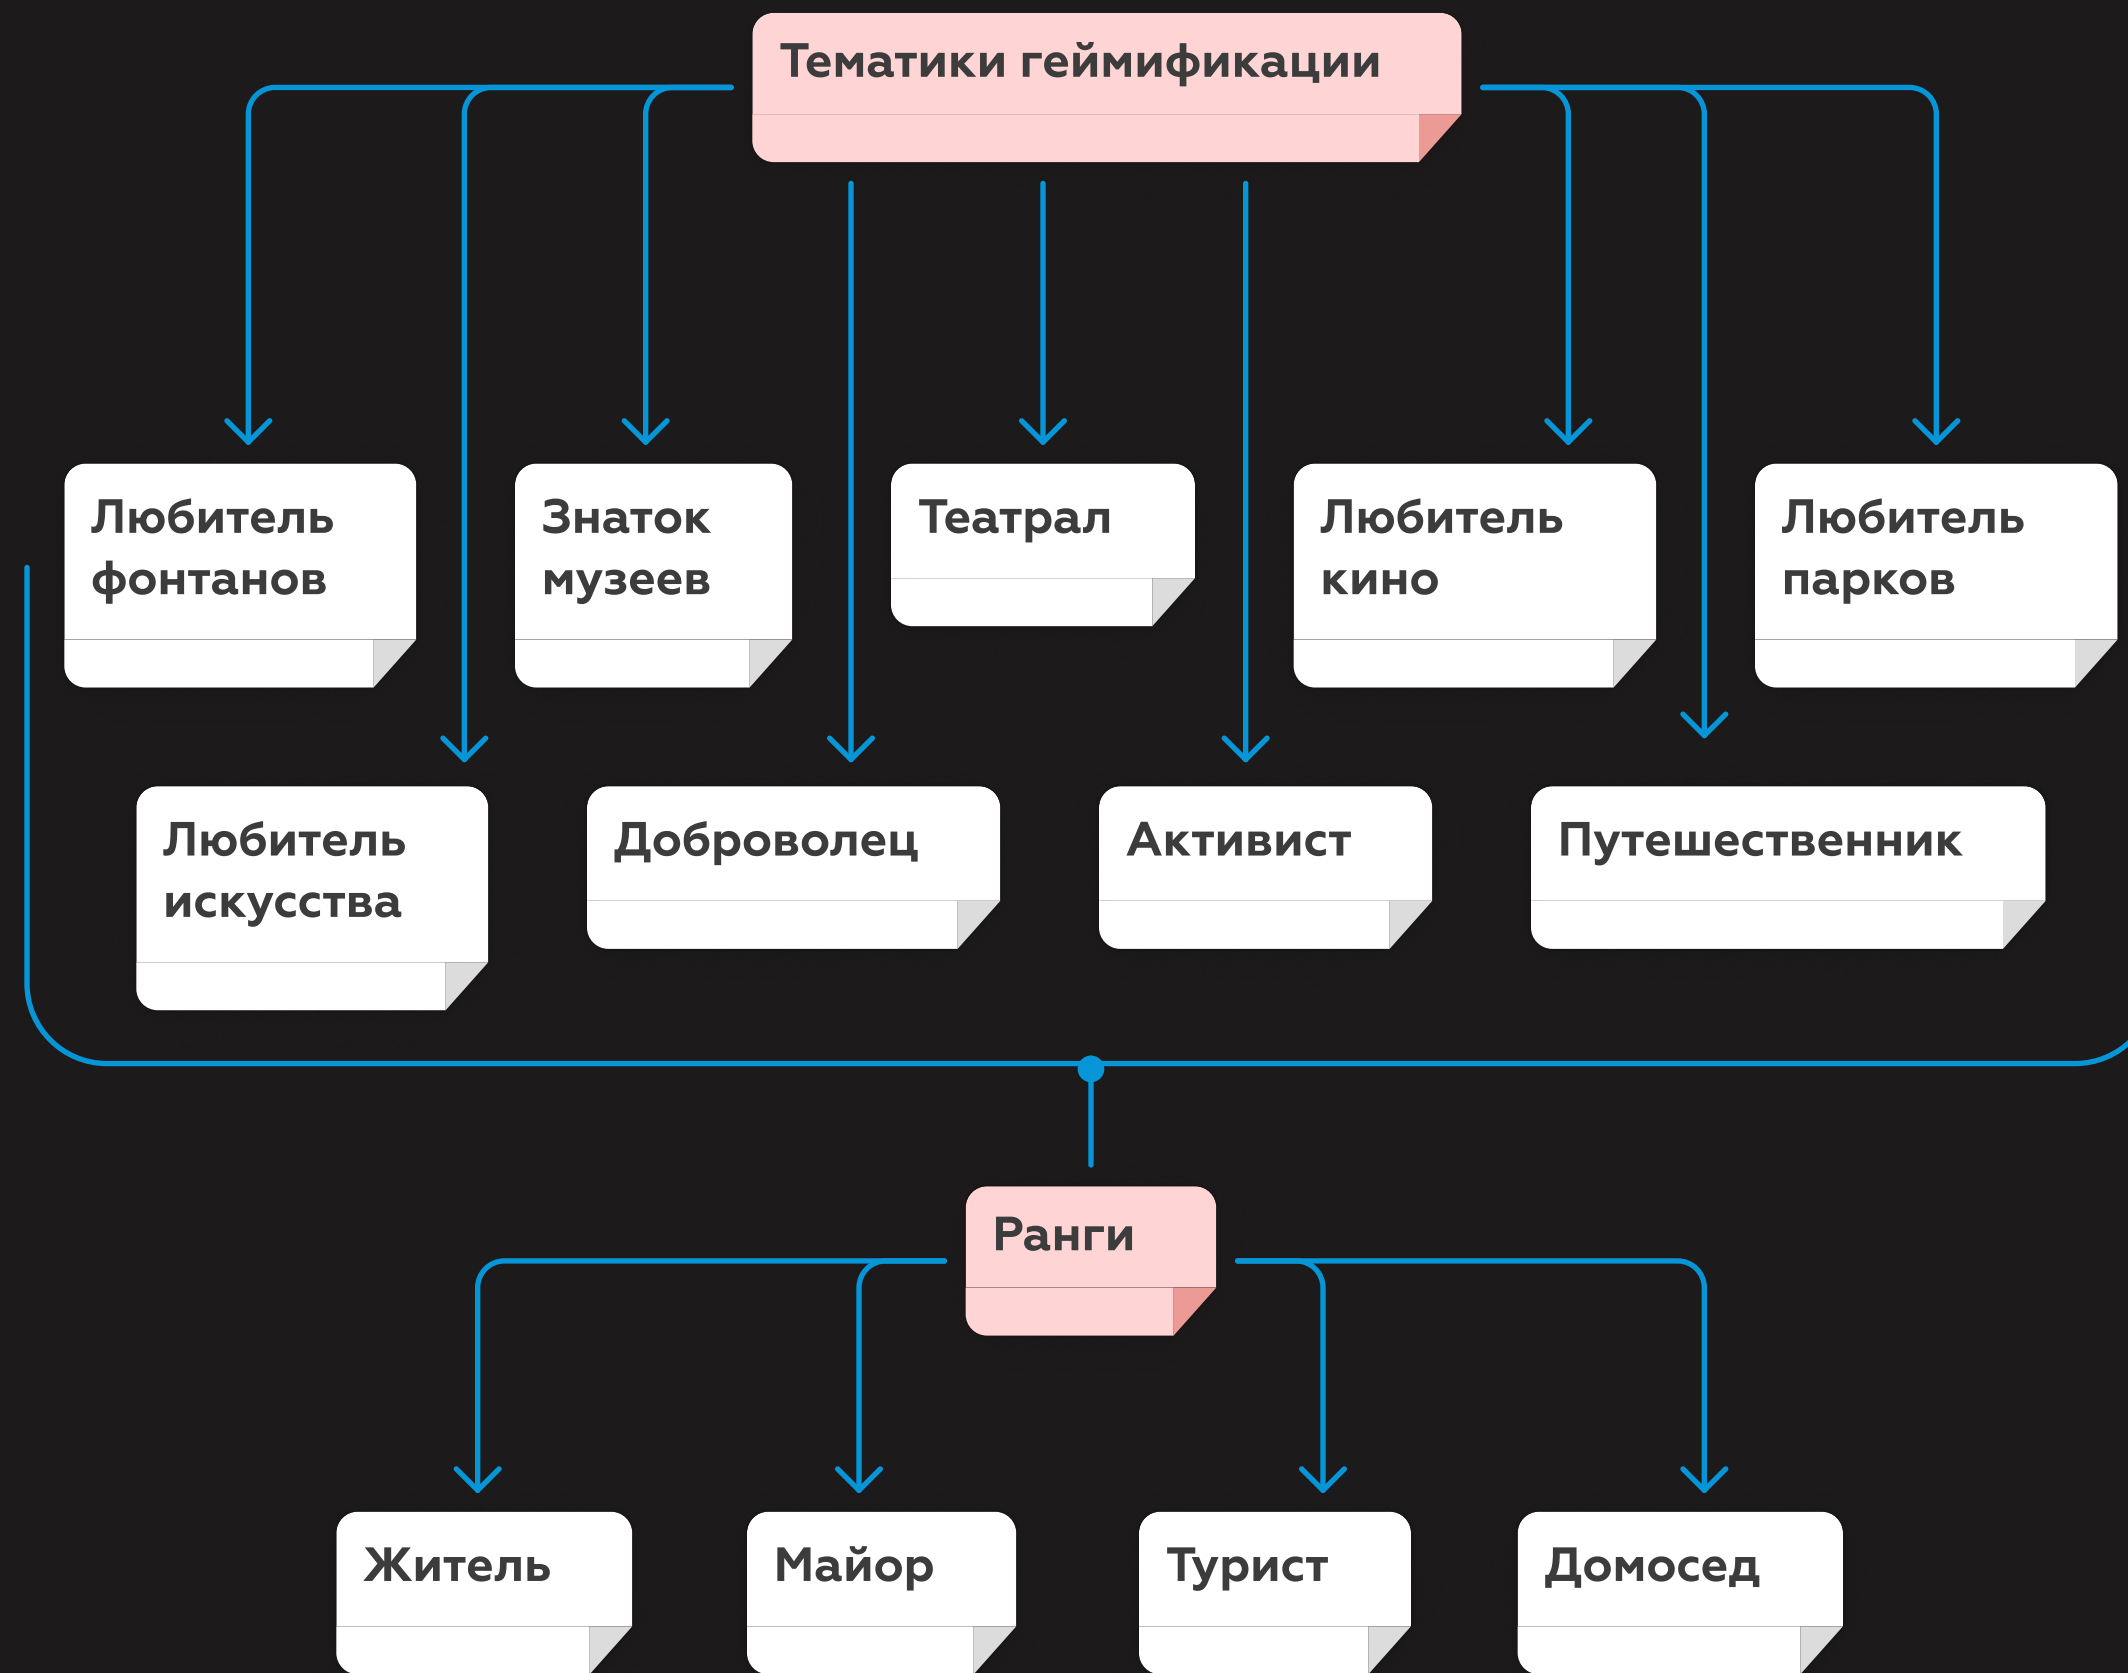 Тематики геймификации
Любитель
фонтанов
Знаток
музеев
Театрал
Любитель
кино
Любитель
парков
Любитель
искусства
Доброволец
Активист
Путешественник
Ранги
Житель
Майор
Турист
Домосед